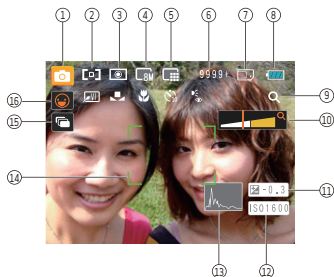 ① ② ③ ④ ⑤ ⑥ ⑦ ⑧
8M 9999+
⑯ ⑨
⑮ ⑩
⑭
-0.3 ⑪
ISO1600
⑬ ⑫